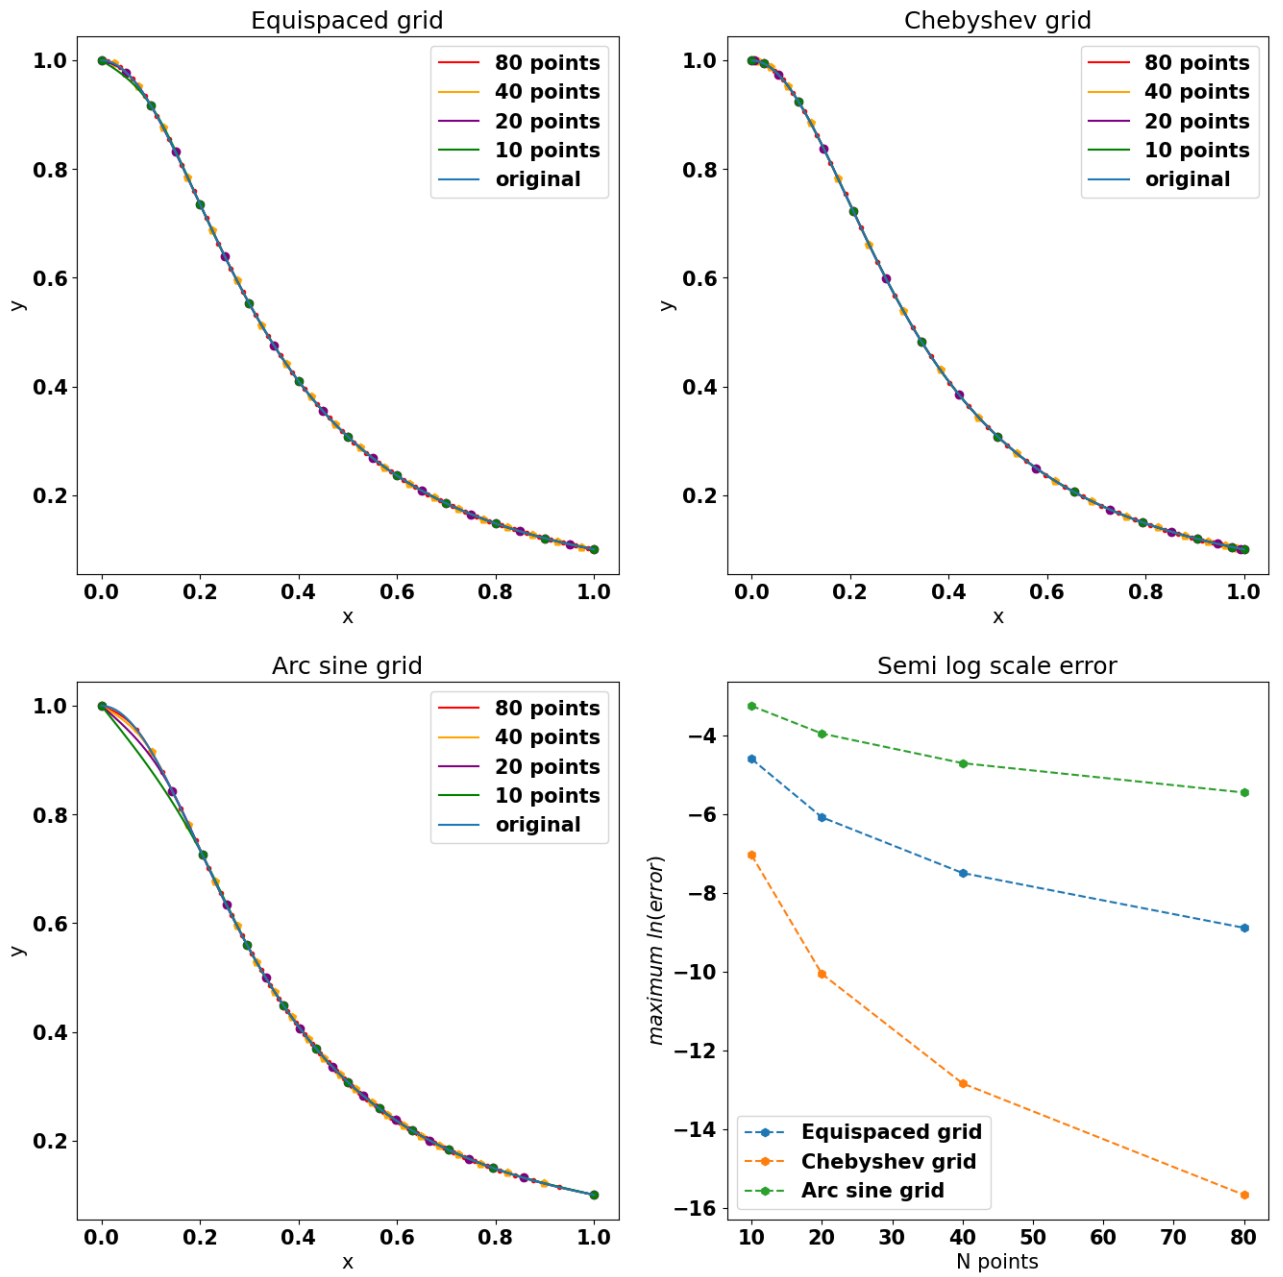 Equispaced grid
y
1.0
0.8
0.6
0.4
0.2
80 points
40 points
20 points
10 points
original
0.0 0.2 0.4 0.6 0.8 1.0
x
Chebyshev grid
y
1.0
0.8
0.6
0.4
0.2
80 points
40 points
20 points
10 points
original
0.0 0.2 0.4 0.6 0.8 1.0
x
Arc sine grid
y
1.0
0.8
0.6
0.4
0.2
80 points
40 points
20 points
10 points
original
0.0 0.2 0.4 0.6 0.8 1.0
x
Semi log scale error
maximum ln(error)
−4
−6
−8
−10
−12
−14
−16
Equispaced grid
Chebyshev grid
Arc sine grid
10 20 30 40 50 60 70 80
N points